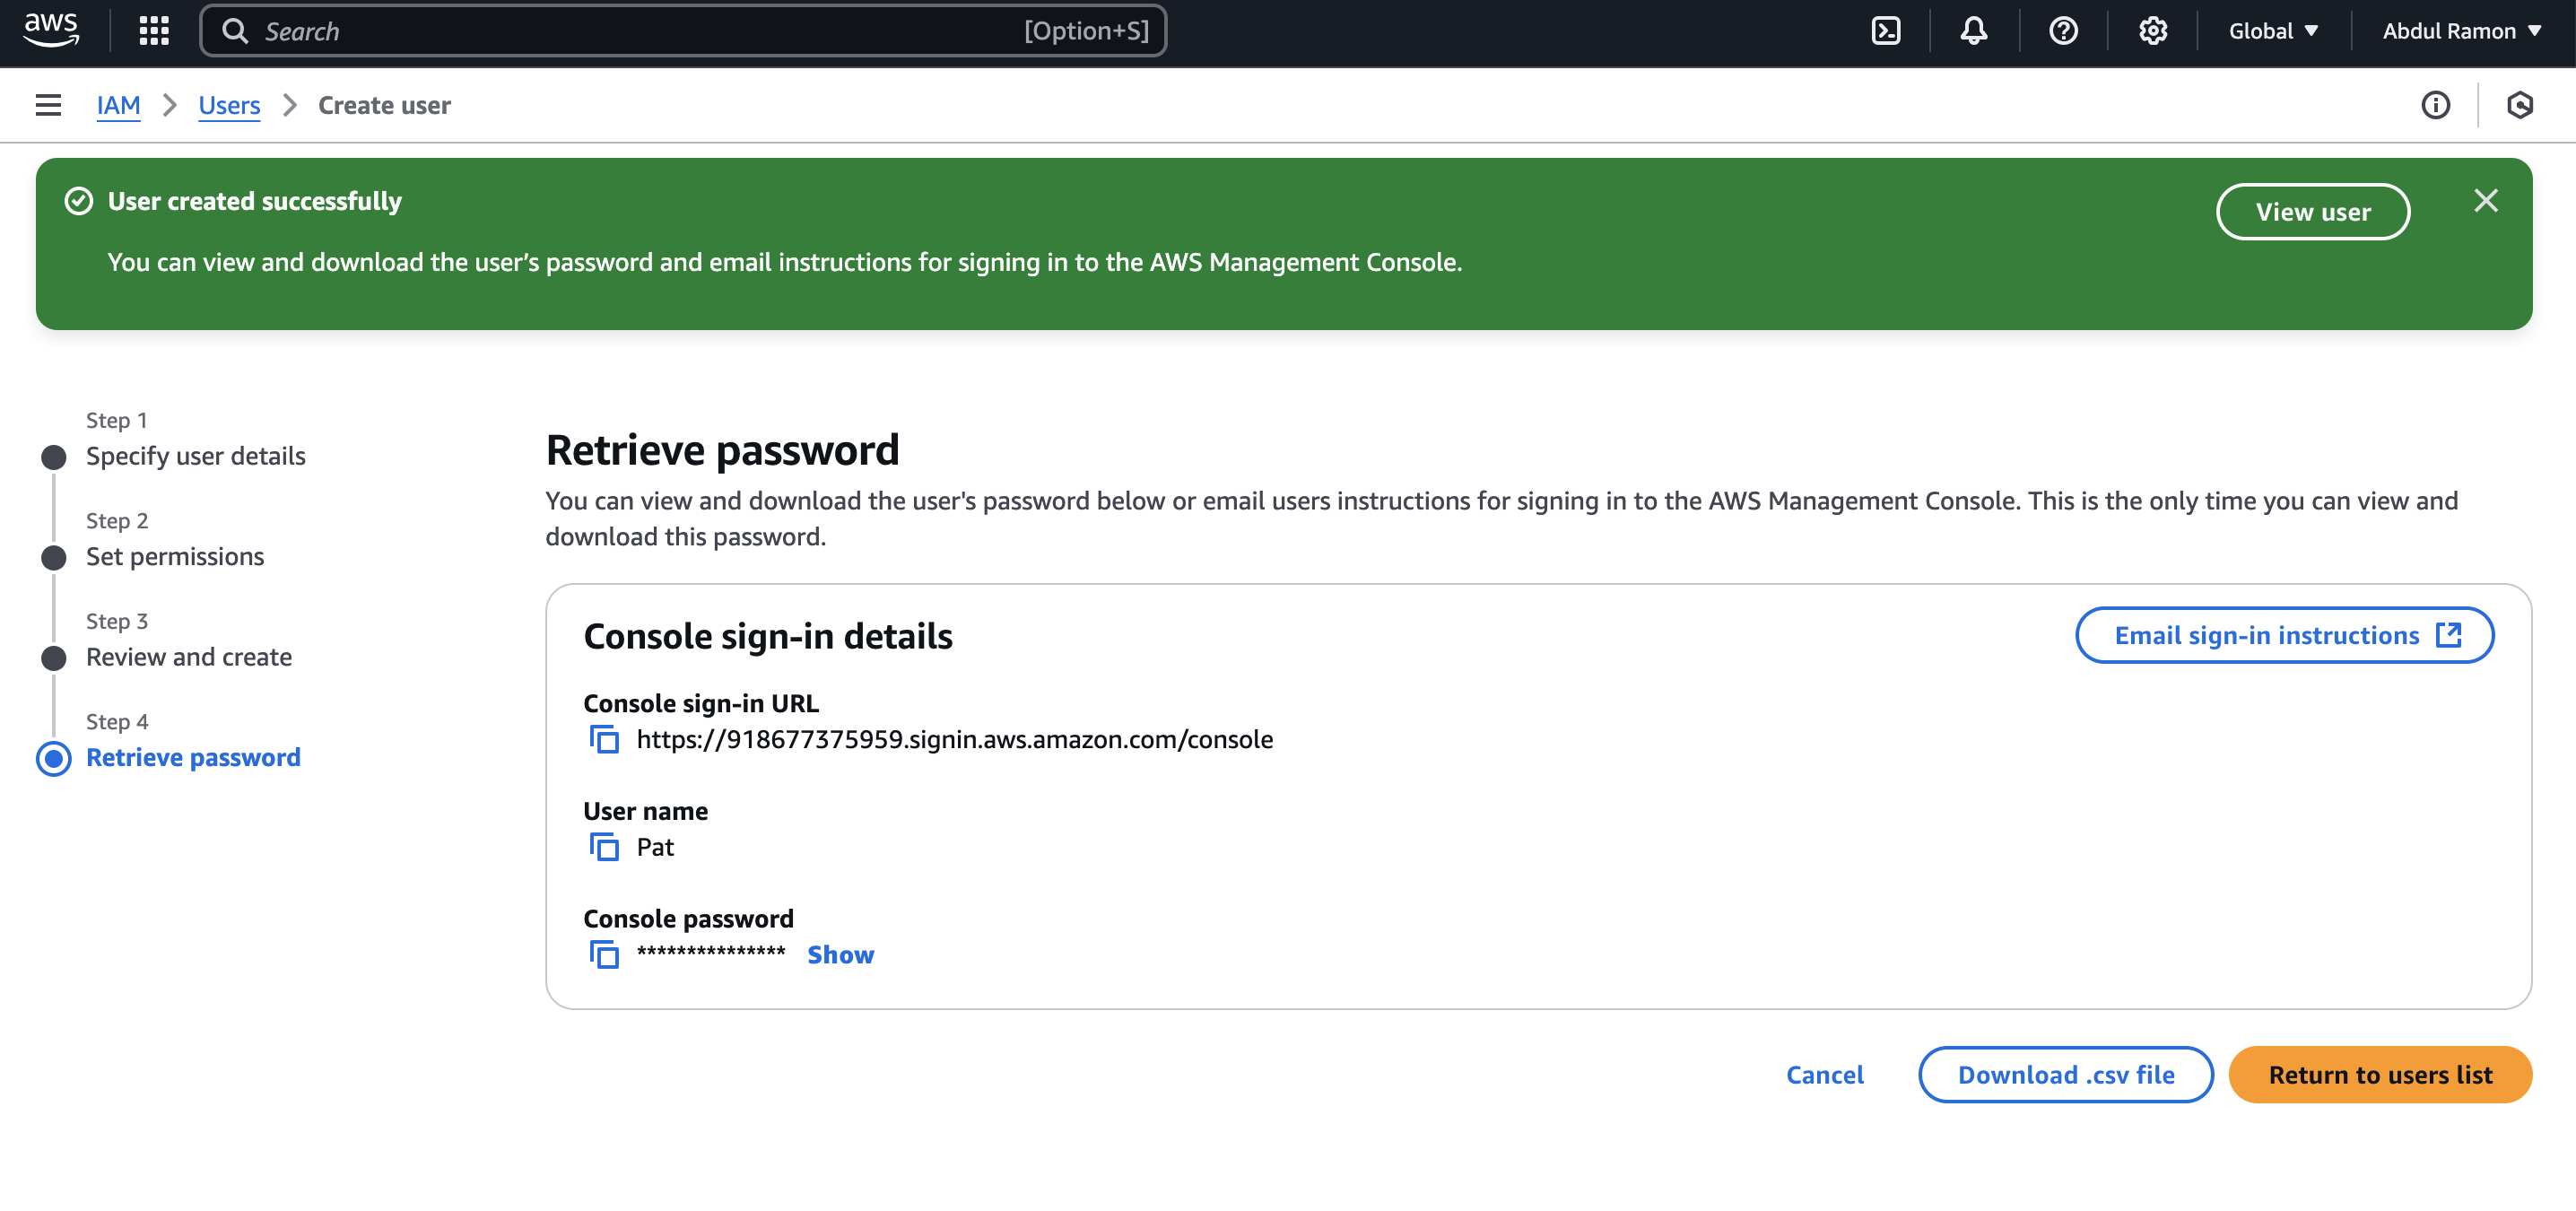 aws
Search
[Option+S]
Global
Abdul Ramon
IAM
Users
Create user
User created successfully
View user
You can view and download the user’s password and email instructions for signing in to the AWS Management Console.
Step 1
Specify user details
Step 2
Set permissions
Step 3
Review and create
Step 4
Retrieve password
Retrieve password
You can view and download the user's password below or email users instructions for signing in to the AWS Management Console. This is the only time you can view and
download this password.
Console sign-in details
Email sign-in instructions
Console sign-in URL
https://918677375959.signin.aws.amazon.com/console
User name
Pat
Console password
*************** Show
Cancel
Download .csv file
Return to users list